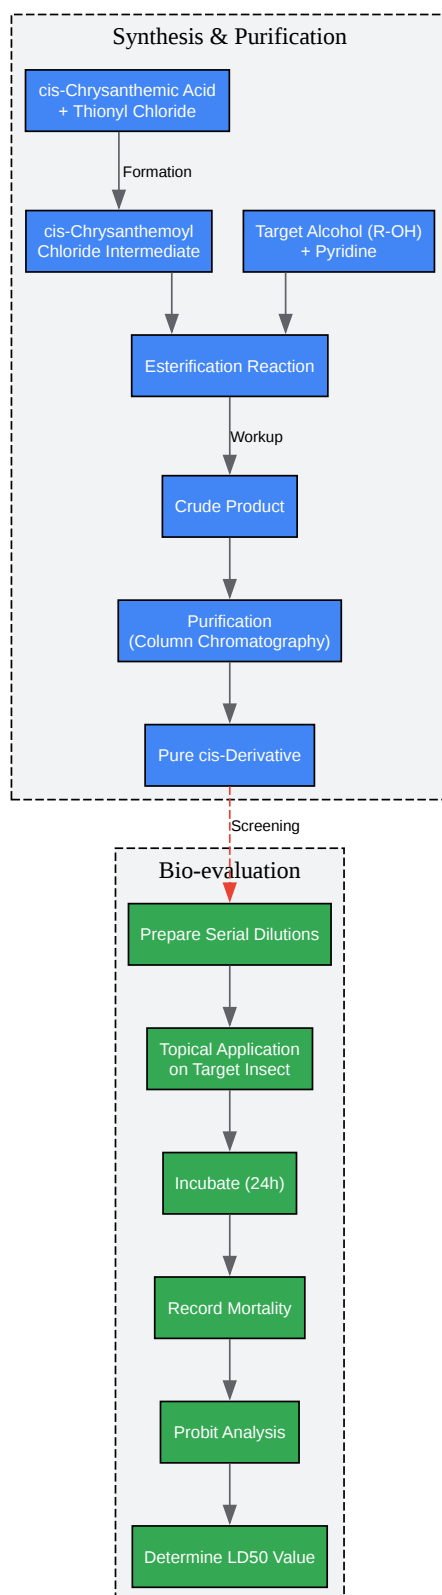 Synthesis & Purification
cis-Chrysanthemic Acid
+ Thionyl Chloride
Formation
cis-Chrysanthemoyl
Chloride Intermediate
Target Alcohol (R-OH)
+ Pyridine
Esterification Reaction
Workup
Crude Product
Purification
(Column Chromatography)
Pure cis-Derivative
Screening
Bio-evaluation
Prepare Serial Dilutions
Topical Application
on Target Insect
Incubate (24h)
Record Mortality
Probit Analysis
Determine LD50 Value